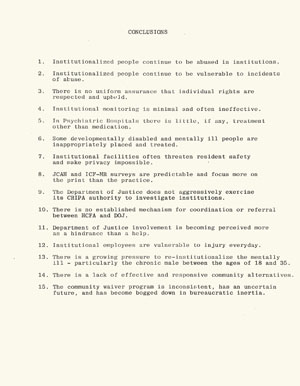 CONCLUSIONS
1. Institutionalized people continue to be abused in institutions.
2. Institutionalized people continue to be vulnerable to incidents
of abuse.
3. There is no uniform assurance that individual rights are
respected and upheld.
4. Institutional monitoring is minimal and often ineffective.
5. In Psychiatric Hospitals there is little, if any, treatment
other than medication.
6. Some developmentally disabled and mentally ill people are
inappropriately placed and treated.
7. Institutional facilities often threaten resident safety
and make privacy impossible.
8. JCAH and ICF-MR surveys are predictable and focus more on
the print than the practice.
9. The Department of Justice does not aggressively exercise
its CRIPA authority to investigate institutions.
10. There is no established mechanism for coordination or referral
between HCFA and DOJ.
11. Department of Justice involvement is becoming perceived more
as a hindrance than a help.
12. Institutional employees are vulnerable to injury everyday.
13. There is a growing pressure to re-institutionalize the mentally
ill - particularly the chronic male between the ages of 18 and 35.
14. There is a lack of effective and responsive community alternatives.
15. The community waiver program is inconsistent, has an uncertain
future, and has become bogged down in bureaucratic inertia.